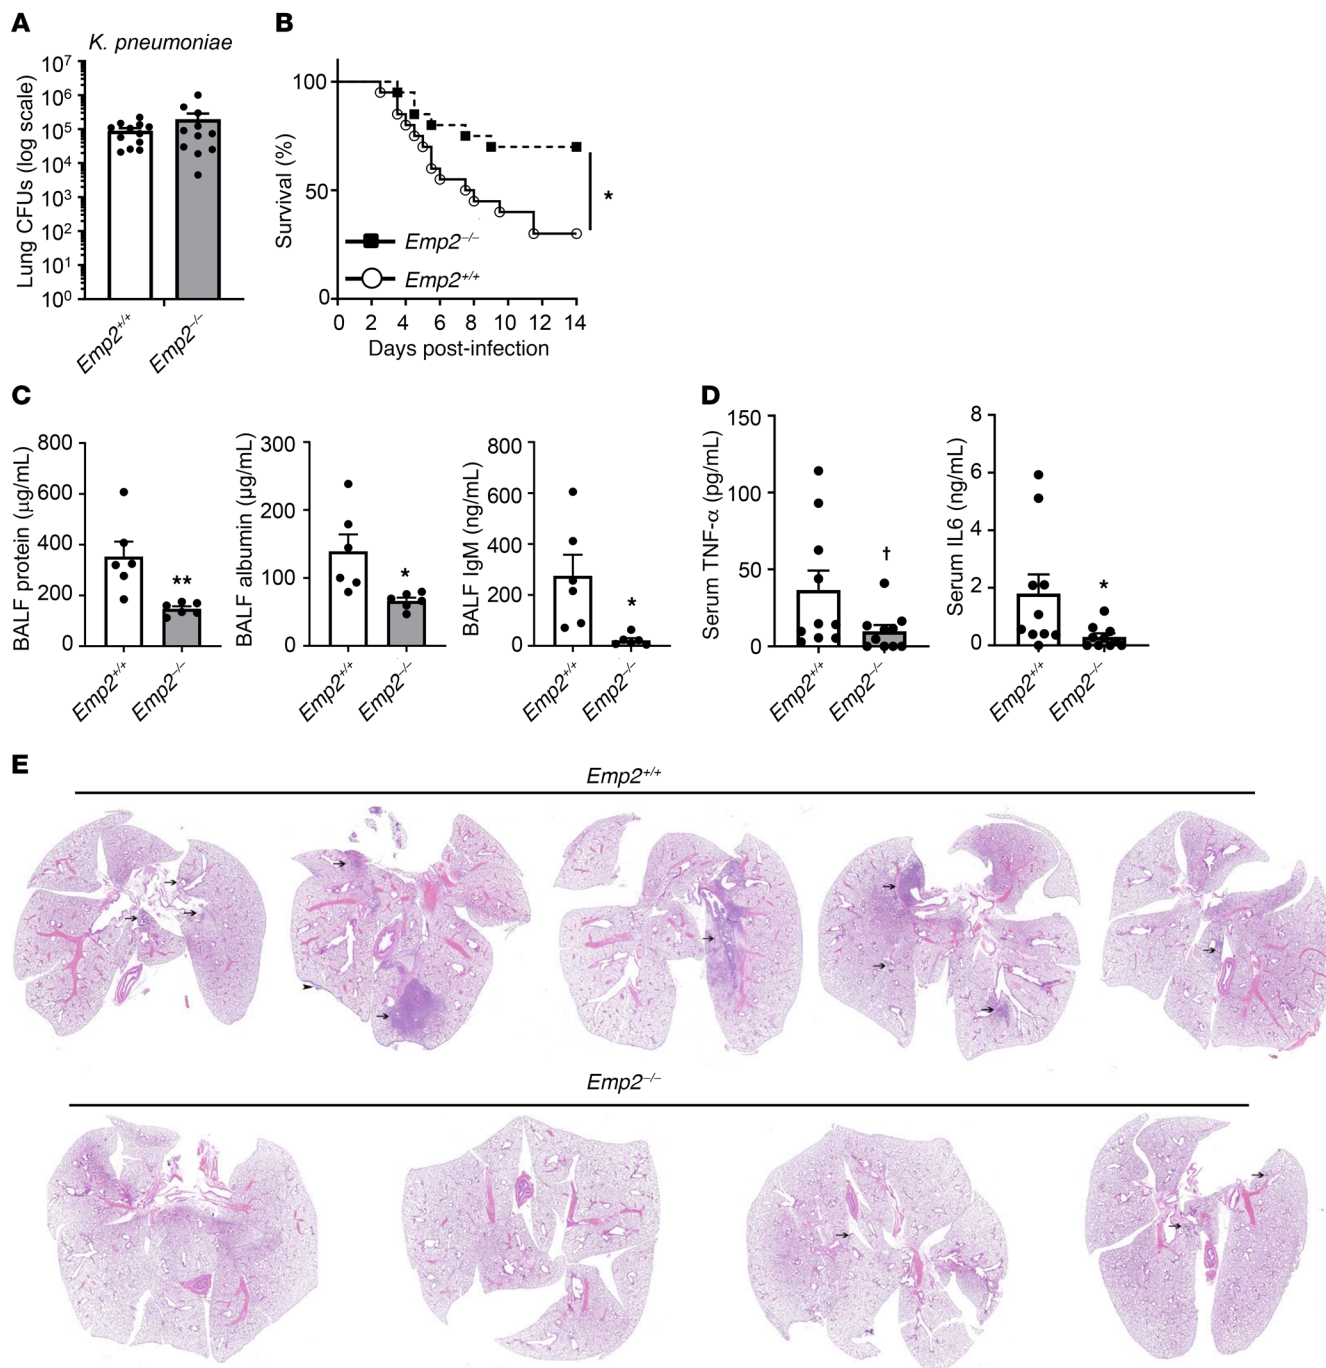 A
K. pneumoniae
Lung CFUs (log scale)
10⁷
10⁶
10⁵
10⁴
10³
10²
10¹
10⁰
Emp2+/+
Emp2−/−
B
Survival (%)
100
50
0
Emp2−/−
Emp2+/+
*
0 2 4 6 8 10 12 14
Days post-infection
C
BALF protein (μg/mL)
800
600
400
200
0
**
Emp2+/+
Emp2−/−
BALF albumin (μg/mL)
300
200
100
0
*
Emp2+/+
Emp2−/−
BALF IgM (ng/mL)
800
600
400
200
0
*
Emp2+/+
Emp2−/−
D
Serum TNF-α (pg/mL)
150
100
50
0
†
Emp2+/+
Emp2−/−
Serum IL6 (ng/mL)
8
6
4
2
0
*
Emp2+/+
Emp2−/−
E
Emp2+/+
Emp2−/−